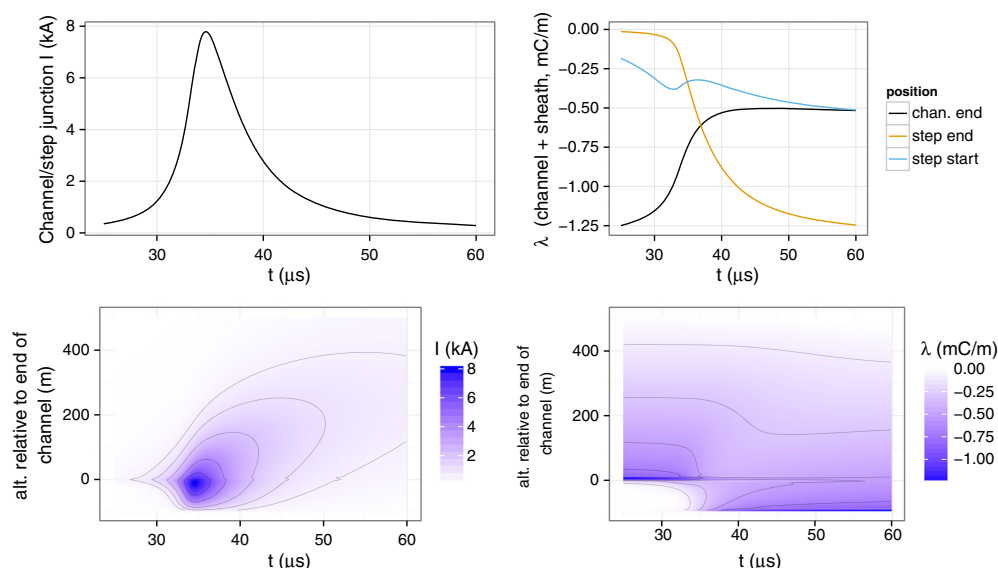 Channel/step junction I (kA)
8
6
4
2
0
30
40
50
60
t (μs)
λ (channel + sheath, mC/m)
0.00
−0.25
−0.50
−0.75
−1.00
−1.25
30
40
50
60
t (μs)
position
chan. end
step end
step start
alt. relative to end of
channel (m)
400
200
0
30
40
50
60
t (μs)
I (kA)
8
6
4
2
alt. relative to end of
channel (m)
400
200
0
30
40
50
60
t (μs)
λ (mC/m)
0.00
−0.25
−0.50
−0.75
−1.00